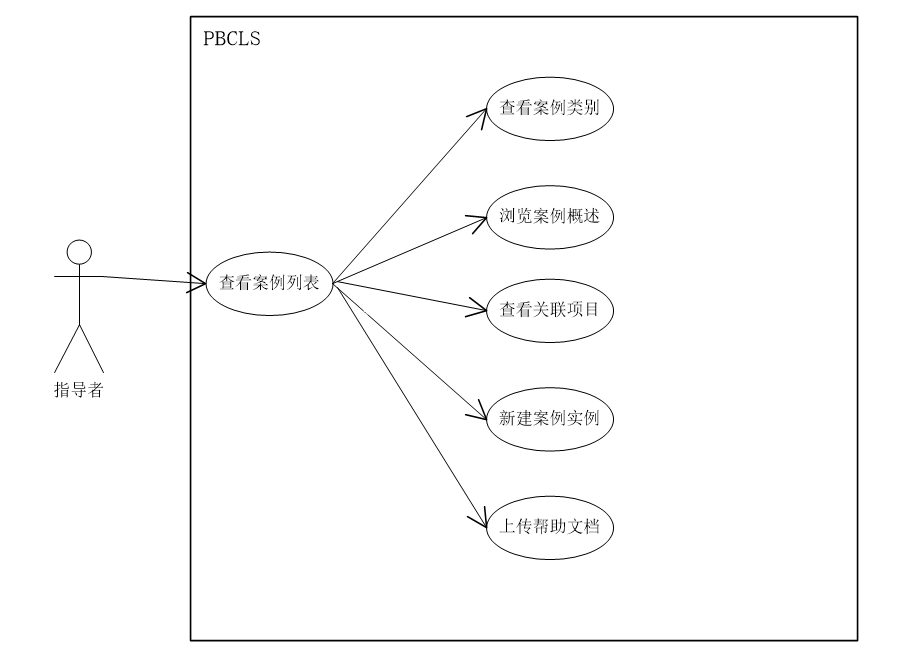 PBCLS
查看案例类别
浏览案例概述
查看案例列表
查看关联项目
指导者
新建案例实例
上传帮助文档